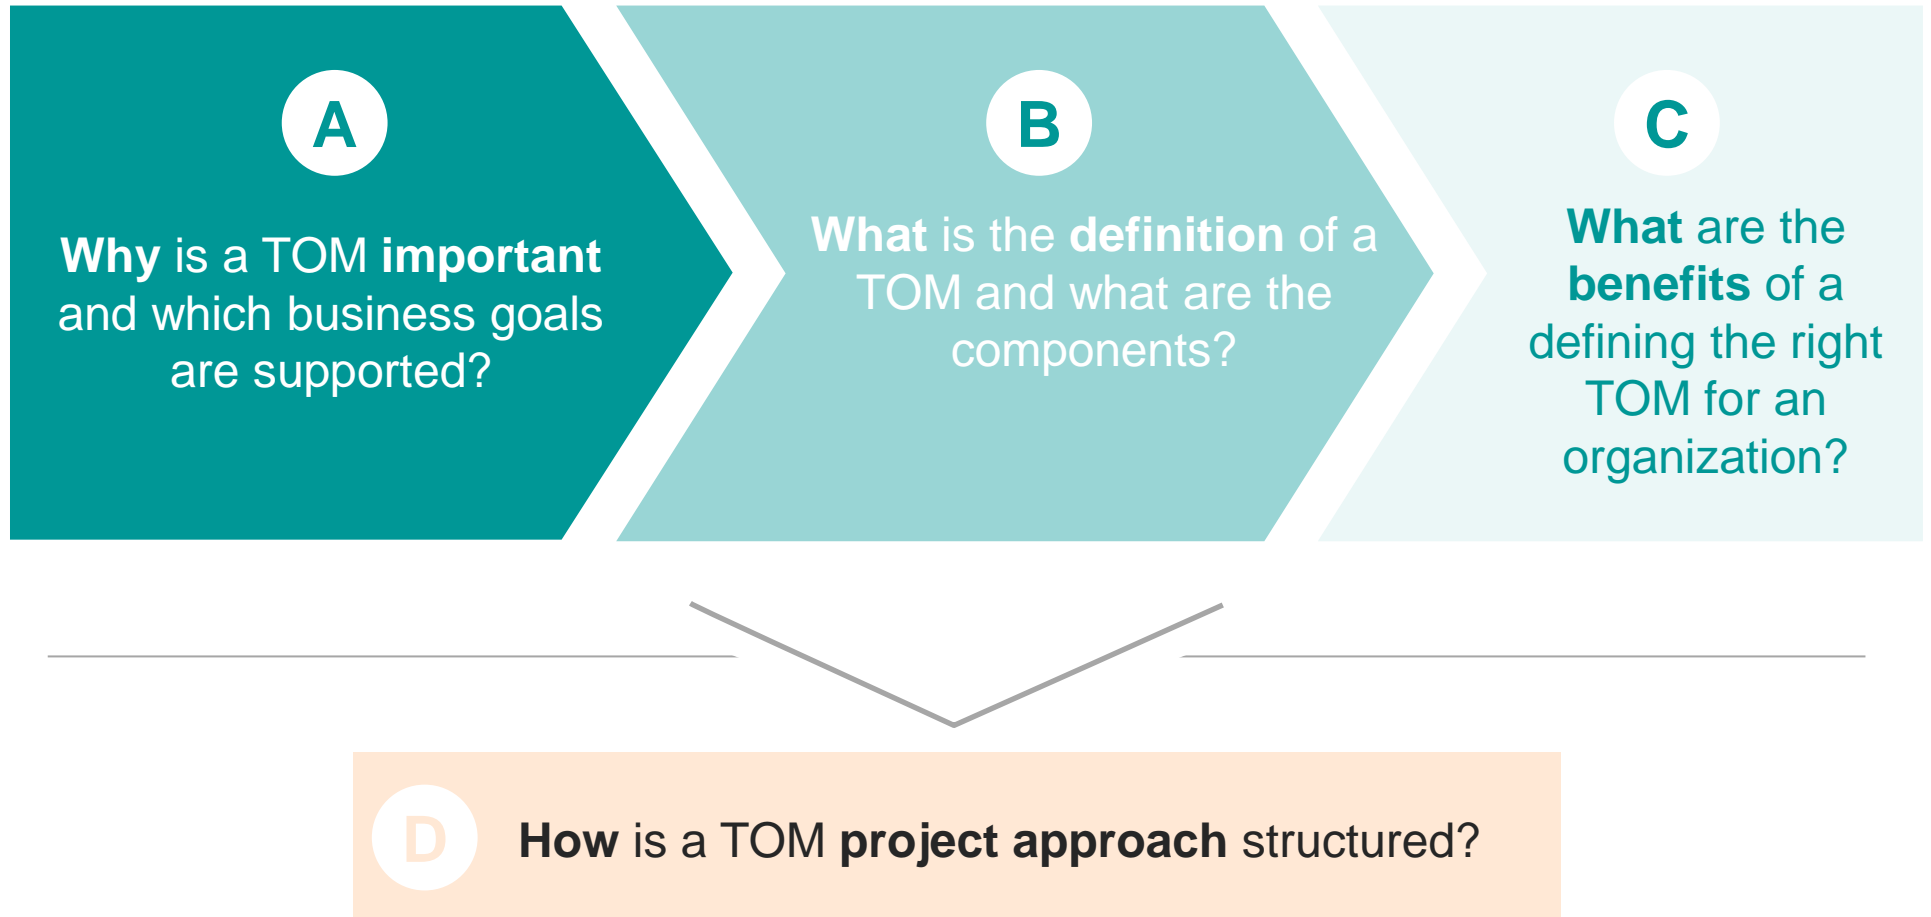 A
Why is a TOM important
and which business goals
are supported?
B
What is the definition of a
TOM and what are the
components?
C
What are the
benefits of a
defining the right
TOM for an
organization?
D
How is a TOM project approach structured?